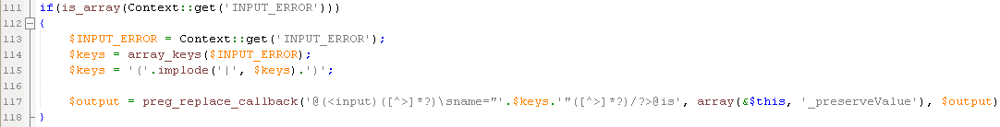 111 if(is_array(Context::get('INPUT_ERROR')))
112 {
113 $INPUT_ERROR = Context::get('INPUT_ERROR');
114 $keys = array_keys($INPUT_ERROR);
115 $keys = '('.implode('|', $keys).')';
116
117 $output = preg_replace_callback('@(<input)([^>]*?)\sname="'.$keys.'"([^>]*?)/?>@is', array(&$this, '_preserveValue'), $output)
118 }